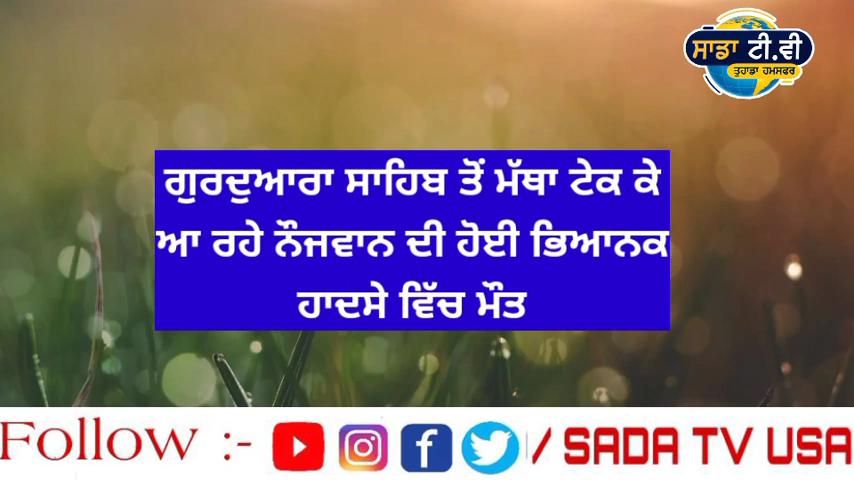 ਸਾਡਾ ਟੀ.ਵੀ
ਤੁਹਾਡਾ ਹਮਸਫਰ
ਗੁਰਦੁਆਰਾ ਸਾਹਿਬ ਤੋਂ ਮੱਥਾ ਟੇਕ ਕੇ
ਆ ਰਹੇ ਨੌਜਵਾਨ ਦੀ ਹੋਈ ਭਿਆਨਕ
ਹਾਦਸੇ ਵਿੱਚ ਮੌਤ
Follow :- / SADA TV USA